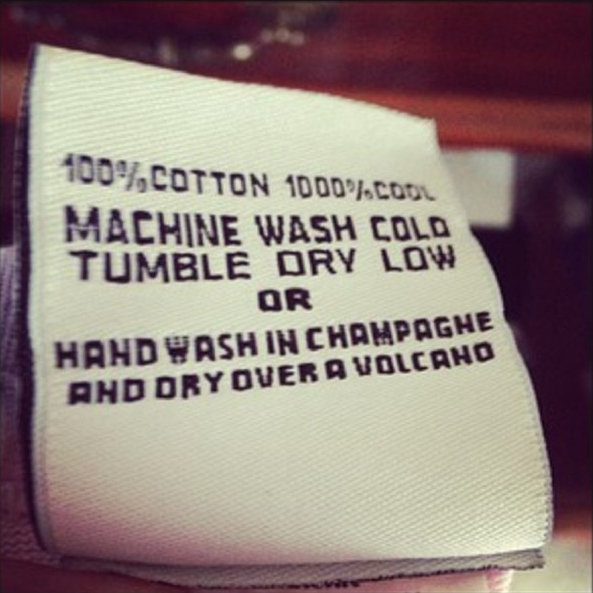 100% COTTON 1000% COOL
MACHINE WASH COLD
TUMBLE DRY LOW
OR
HAND WASH IN CHAMPAGNE
AND DRY OVER A VOLCANO